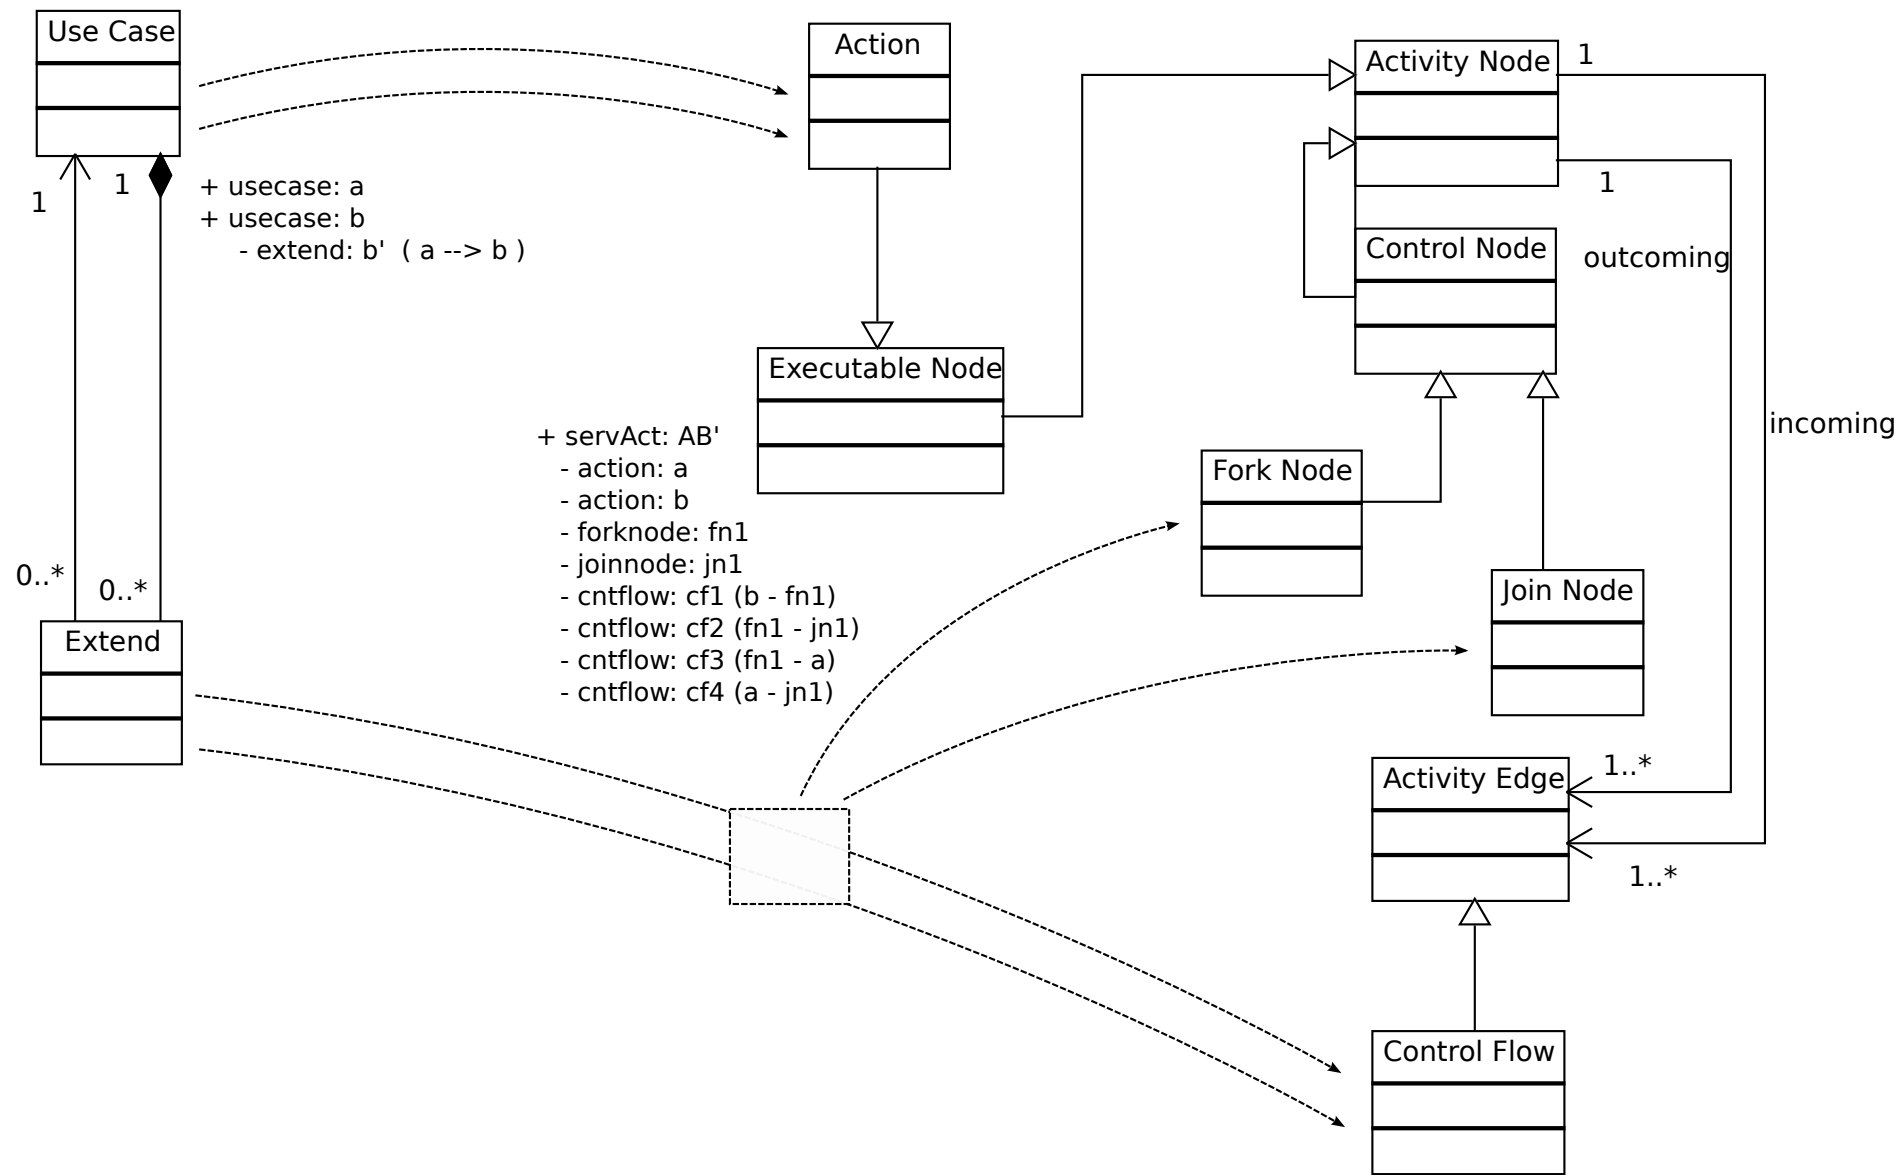 Use Case
Action
Activity Node
1
1
1
1
+ usecase: a
+ usecase: b
- extend: b'  ( a --> b )
Control Node
outcoming
Executable Node
incoming
+ servAct: AB'
- action: a
- action: b
- forknode: fn1
- joinnode: jn1
- cntflow: cf1 (b - fn1)
- cntflow: cf2 (fn1 - jn1)
- cntflow: cf3 (fn1 - a)
- cntflow: cf4 (a - jn1)
Fork Node
Join Node
0..*
0..*
Extend
Activity Edge
1..*
1..*
Control Flow